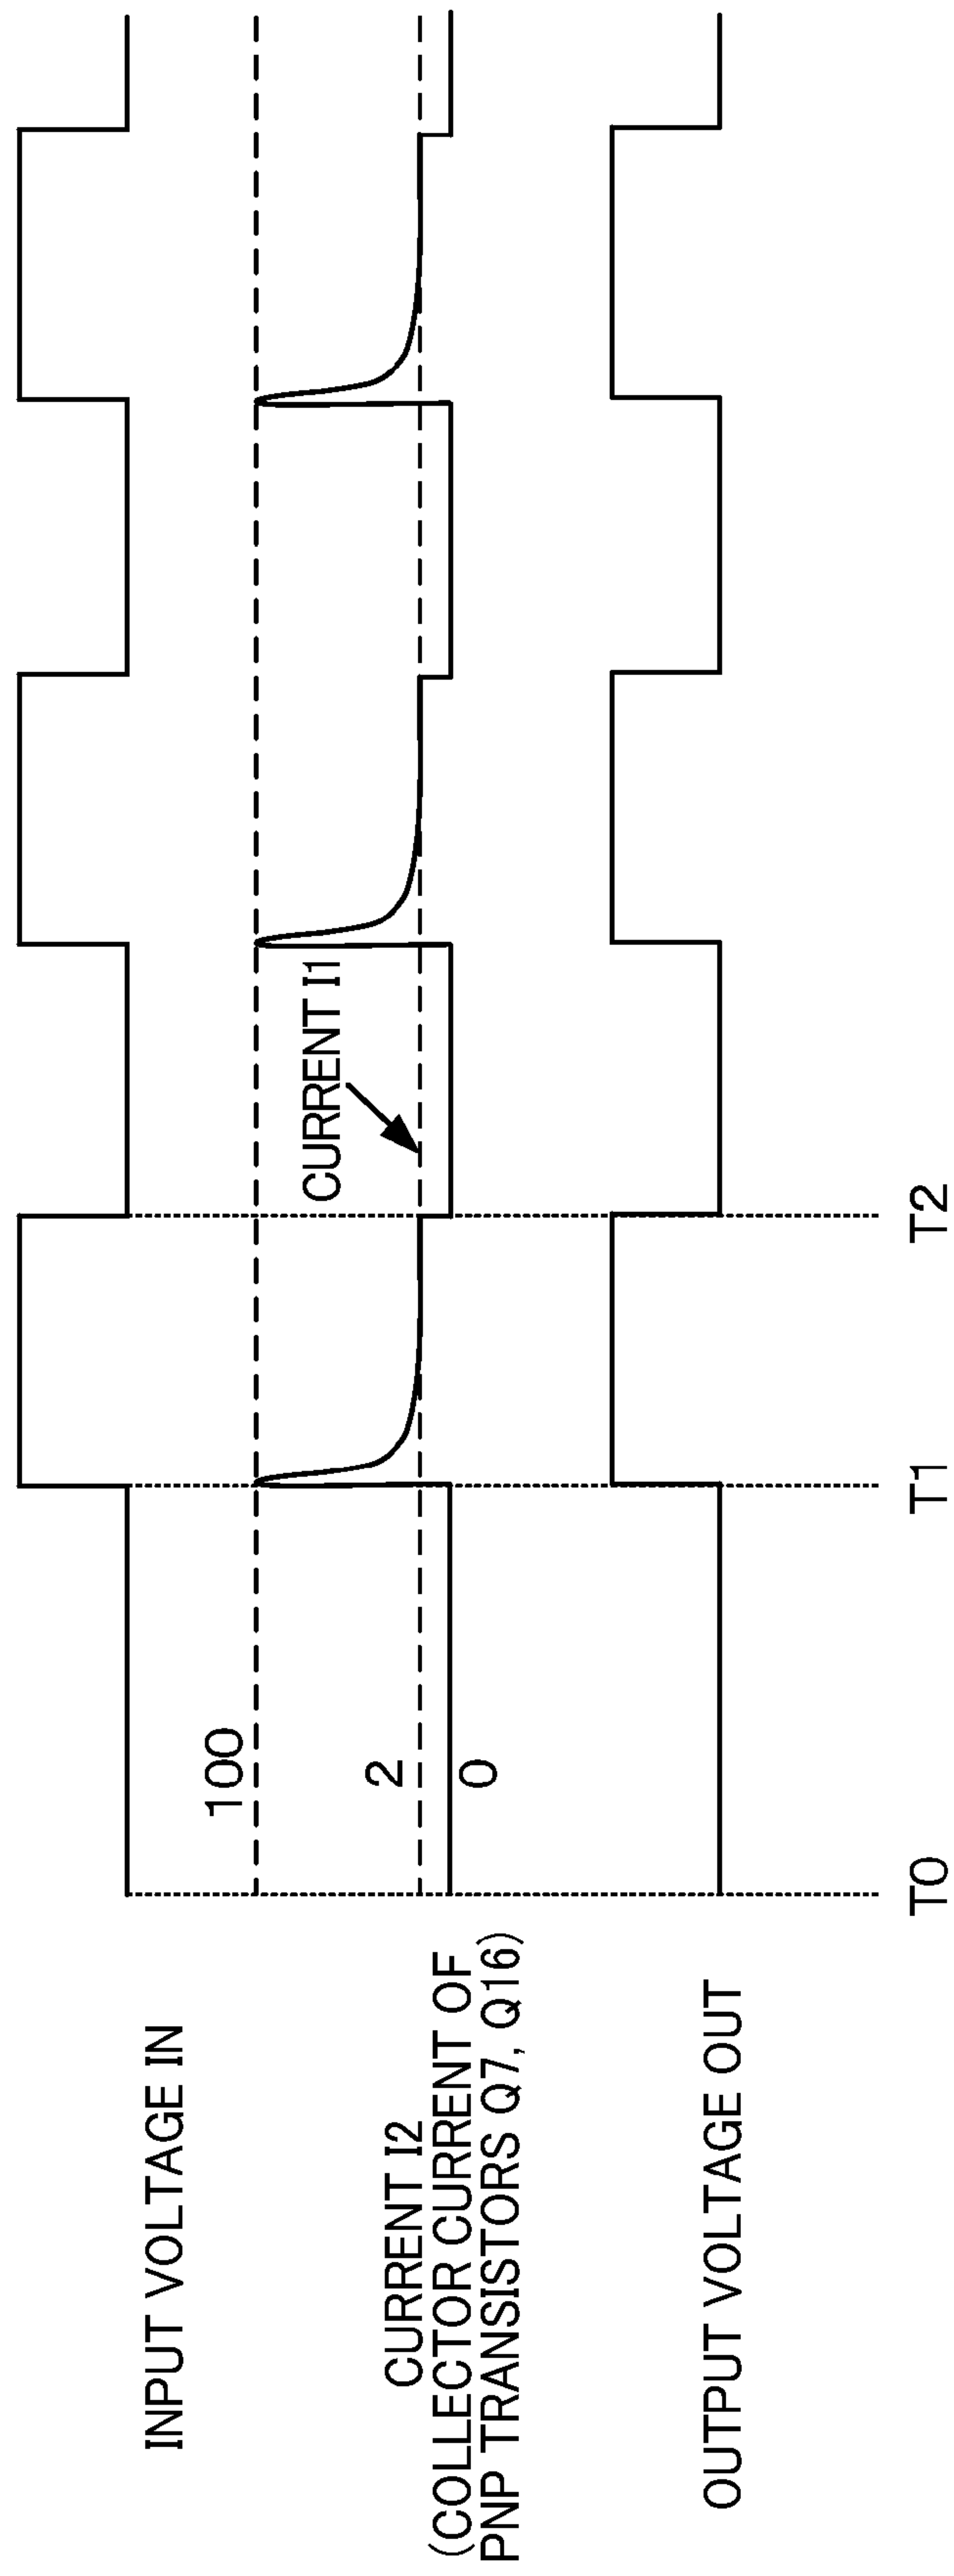 INPUT VOLTAGE IN
100
CURRENT I1
2
0
CURRENT I2
(COLLECTOR CURRENT OF
PNP TRANSISTORS Q7, Q16)
OUTPUT VOLTAGE OUT
T0
T1
T2